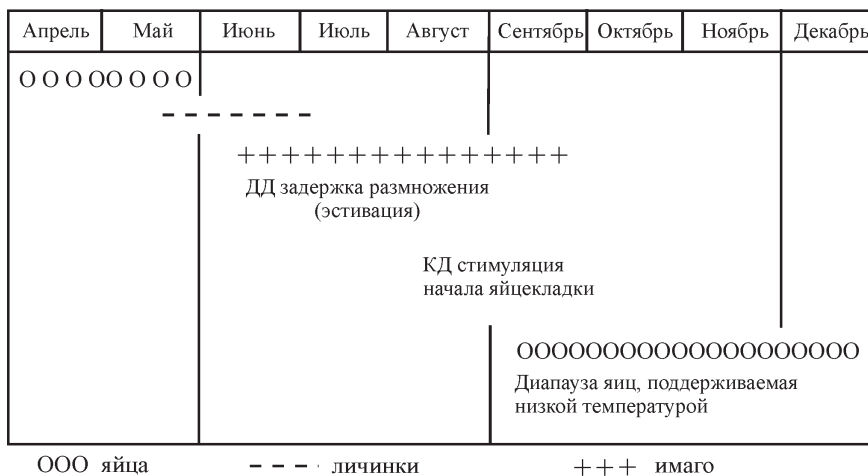 Апрель Май Июнь Июль Август Сентябрь Октябрь Ноябрь Декабрь
О О О ОО О О О
– – – – – – – –
+++++++++++++++
ДД задержка размножения
(эстивация)
КД стимуляция
начала яйцекладки
ОООООООООООООООООООО
Диапауза яиц, поддерживаемая
низкой температурой
ООО яйца – – – - личинки +++ имаго